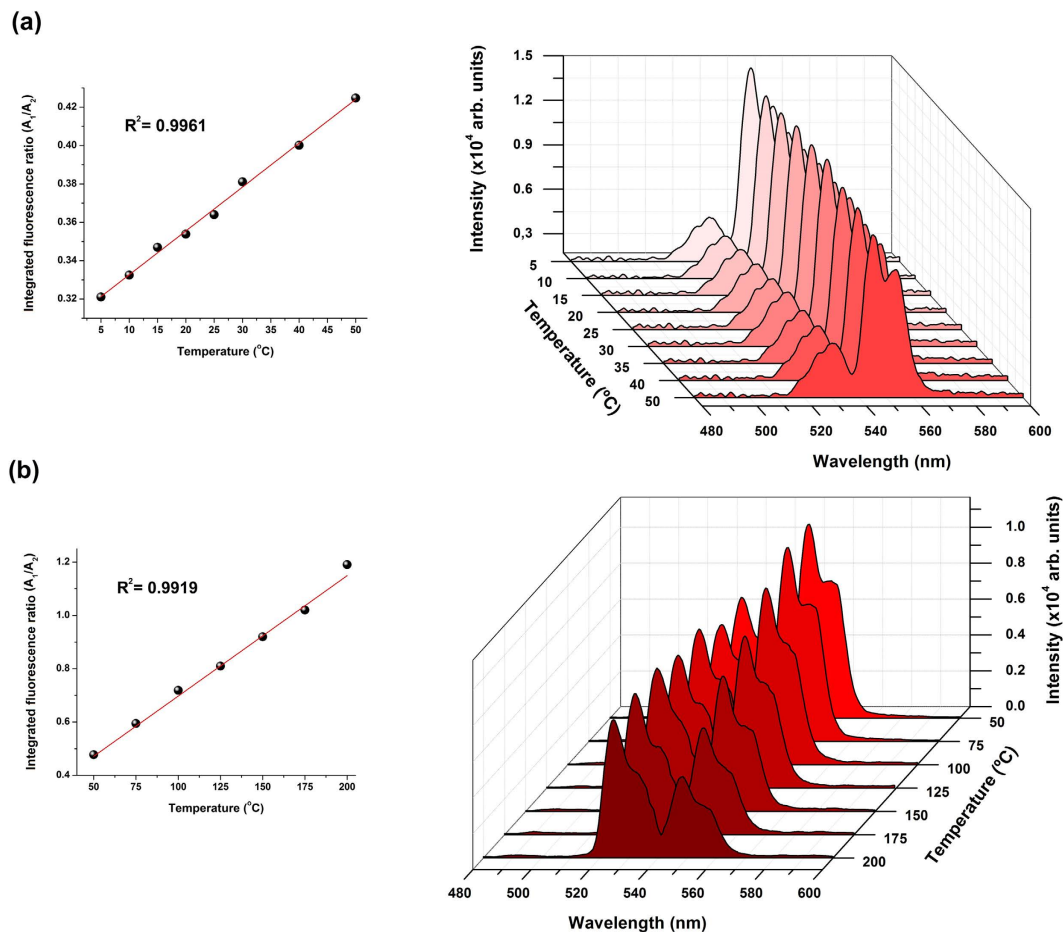 (a)
Integrated fluorescence ratio (A1/A2)
0.42
0.40
0.38
0.36
0.34
0.32
R2= 0.9961
5 10 15 20 25 30 40 50
Temperature (oC)
Intensity (x104 arb. units)
1.5
1.2
0.9
0.6
0,3
5
10
15
20
25
30
35
40
50
Temperature (ºC)
480 500 520 540 560 580 600
Wavelength (nm)
(b)
Integrated fluorescence ratio (A1/A2)
1.2
1.0
0.8
0.6
0.4
R2= 0.9919
50 75 100 125 150 175 200
Temperature (oC)
1.0
0.8
0.6
0.4
0.2
0.0
Intensity (x104 arb. units)
50
75
100
125
150
175
200
Temperature (ºC)
480 500 520 540 560 580 600
Wavelength (nm)